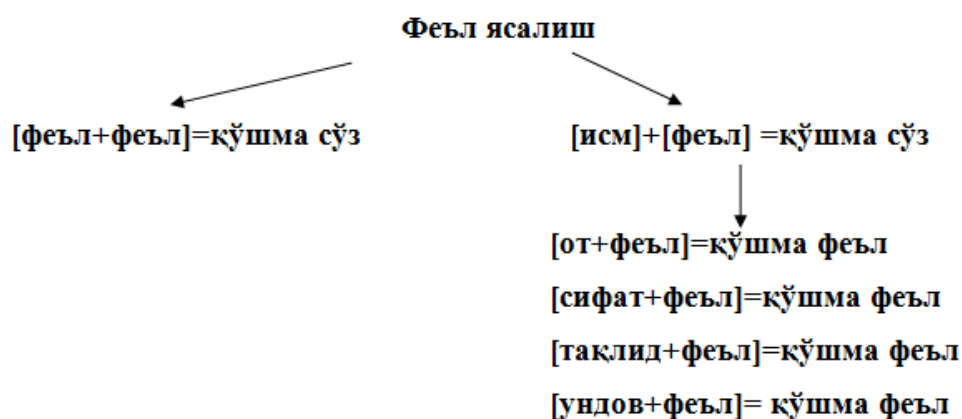 Феъл ясалиш
[феъл+феъл]=қўшма сўз
[исм]+[феъл] =қўшма сўз
[от+феъл]=қўшма феъл
[сифат+феъл]=қўшма феъл
[тақлид+феъл]=қўшма феъл
[ундов+феъл]= қўшма феъл